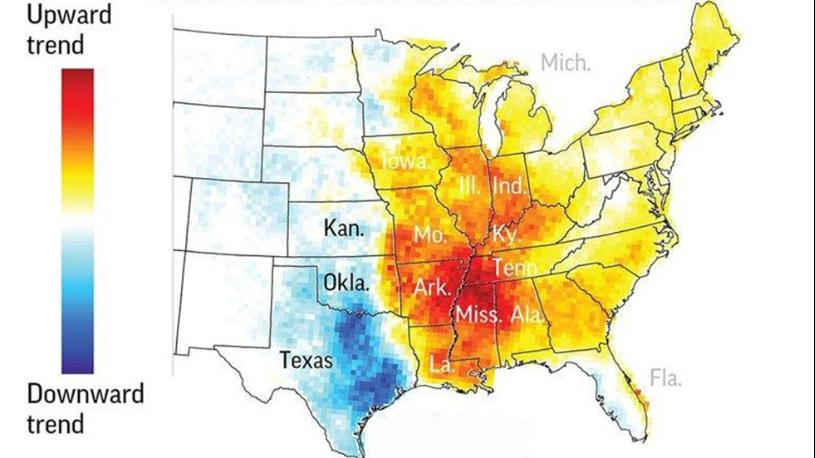 Upward
trend
Mich.
Iowa
Ill. Ind.
Kan.
Mo.
Ky.
Tenn.
Okla.
Ark.
Miss. Ala.
Texas
La.
Fla.
Downward
trend